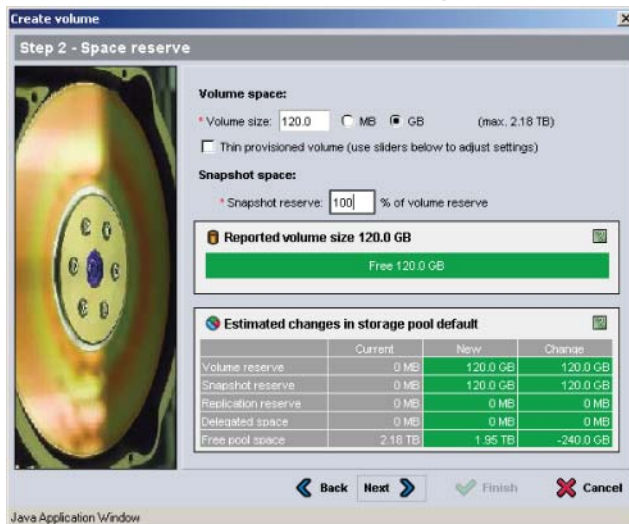 Create volume
Step 2 - Space reserve
Volume space:
* Volume size: 120.0 MB GB (max. 2.18 TB)
Thin provisioned volume (use sliders below to adjust settings)
Snapshot space:
* Snapshot reserve: 100 % of volume reserve
Reported volume size 120.0 GB
Free 120.0 GB
Estimated changes in storage pool default
Current New Change
Volume reserve 0 MB 120.0 GB 120.0 GB
Snapshot reserve 0 MB 120.0 GB 120.0 GB
Replication reserve 0 MB 0 MB 0 MB
Delegated space 0 MB 0 MB 0 MB
Free pool space 2.18 TB 1.95 TB -240.0 GB
Back Next Finish Cancel
Java Application Window